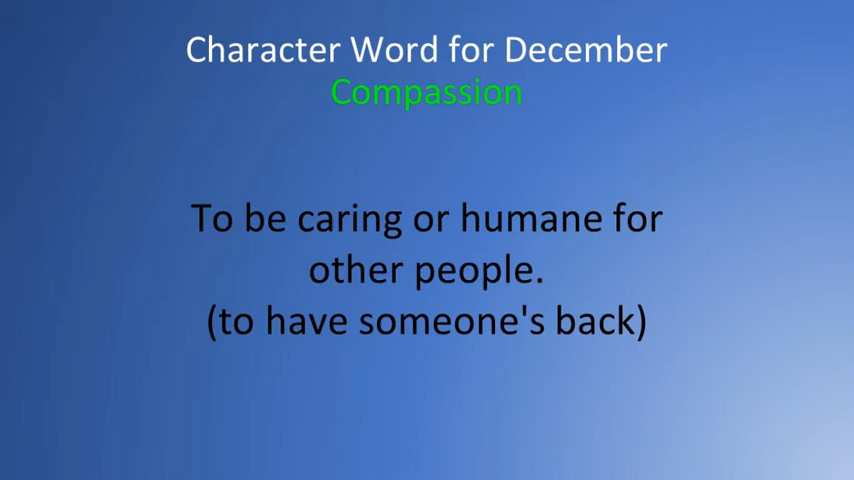 Character Word for December
Compassion
To be caring or humane for
other people.
(to have someone's back)